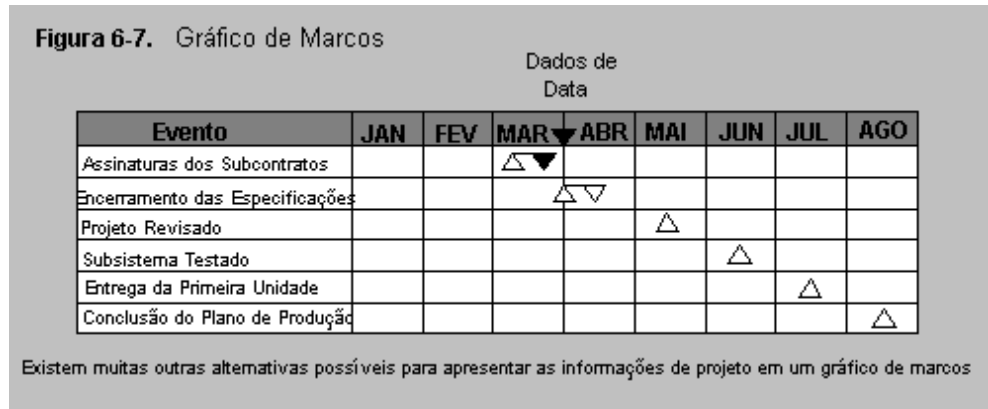 Figura 6-7. Gráfico de Marcos
Dados de
Data
Evento JAN FEV MAR ABR MAI JUN JUL AGO
Assinaturas dos Subcontratos
Encerramento das Especificações
Projeto Revisado
Subsistema Testado
Entrega da Primeira Unidade
Conclusão do Plano de Produção
Existem muitas outras alternativas possíveis para apresentar as informações de projeto em um gráfico de marcos